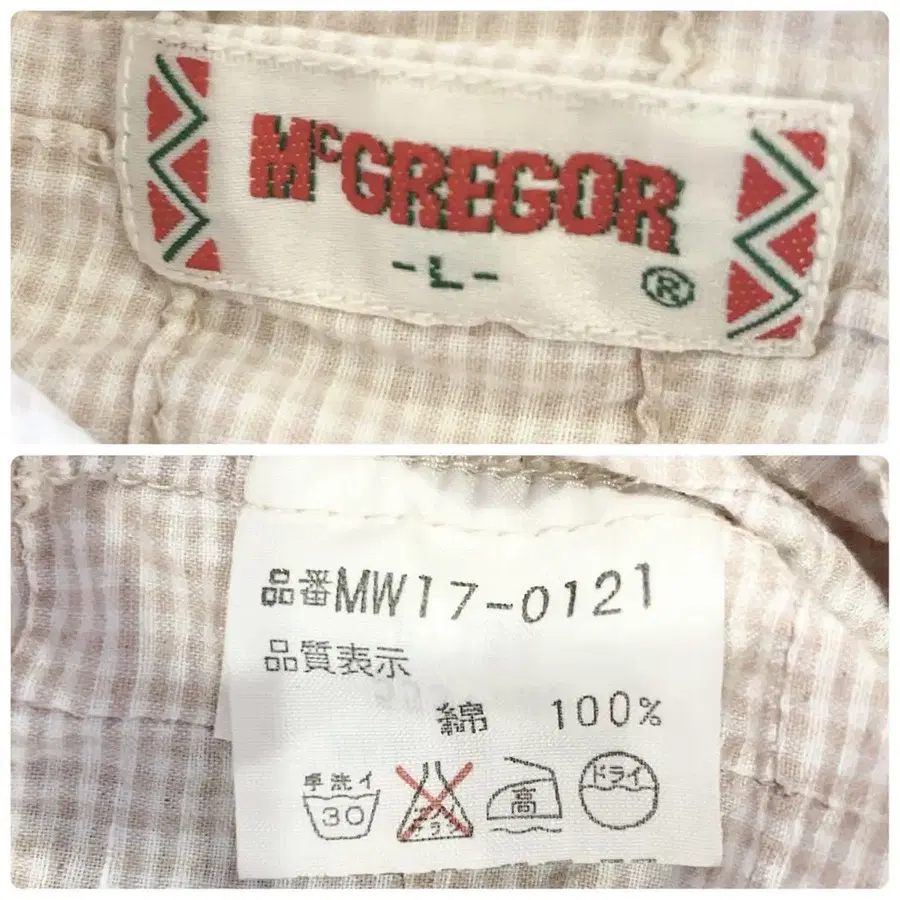 McGREGOR
-L-
®
品番MW17-0121
品質表示
綿 100%
手洗イ
30
高
ドライ